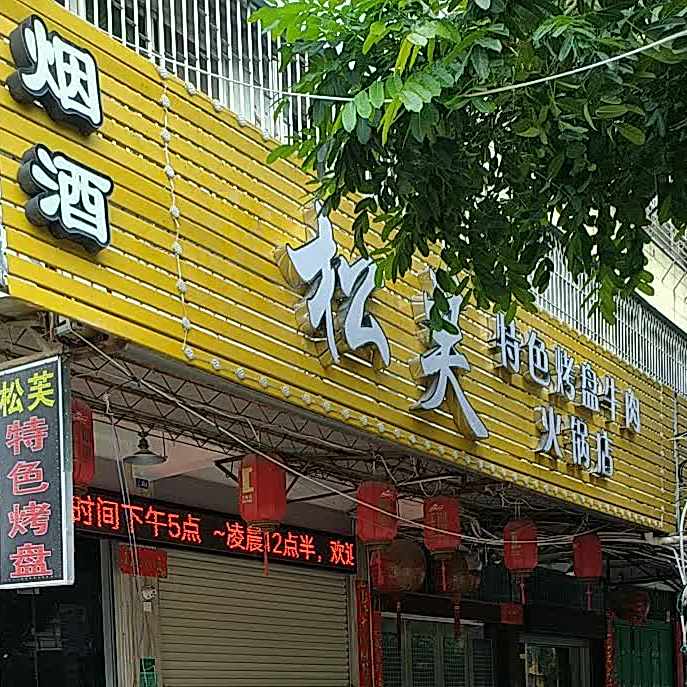 烟酒
松芙
特色烤盘牛肉
火锅店
松芙
特色烤盘
时间下午5点 ~凌晨12点半，欢迎